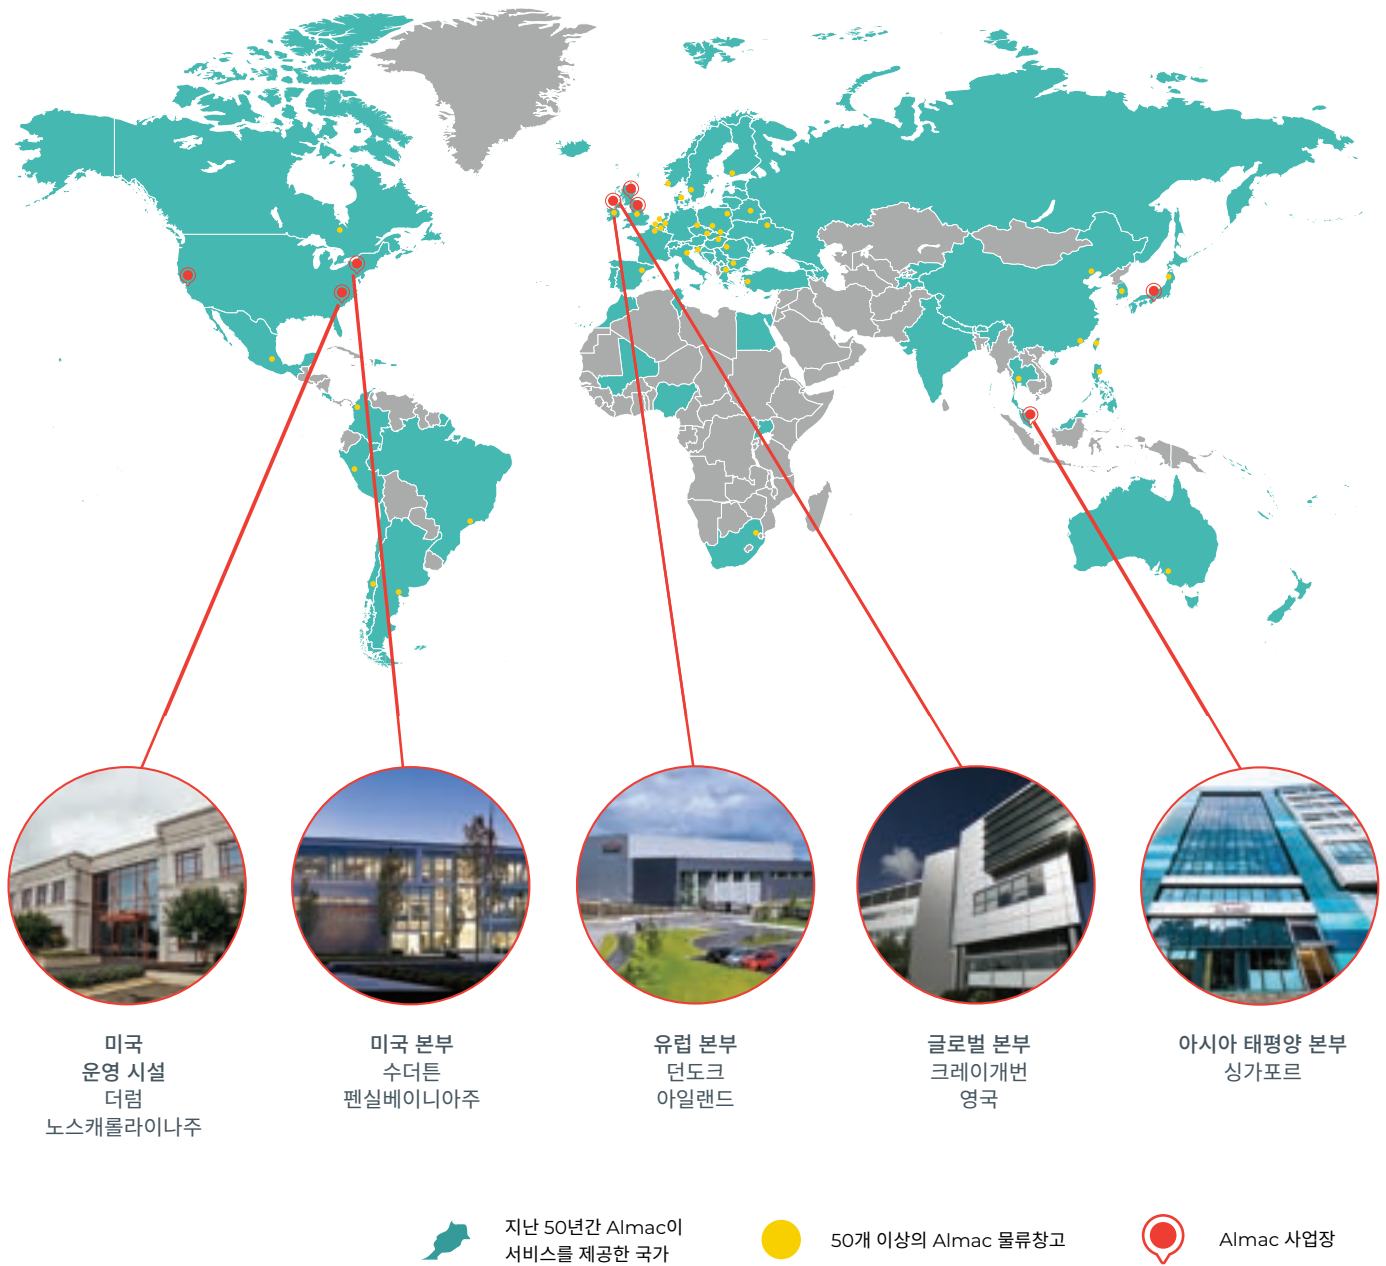 미국
운영 시설
더럼
노스캐롤라이나주
미국 본부
수더튼
펜실베이니아주
유럽 본부
던도크
아일랜드
글로벌 본부
크레이개번
영국
아시아 태평양 본부
싱가포르
지난 50년간 Almac이
서비스를 제공한 국가
50개 이상의 Almac 물류창고
Almac 사업장